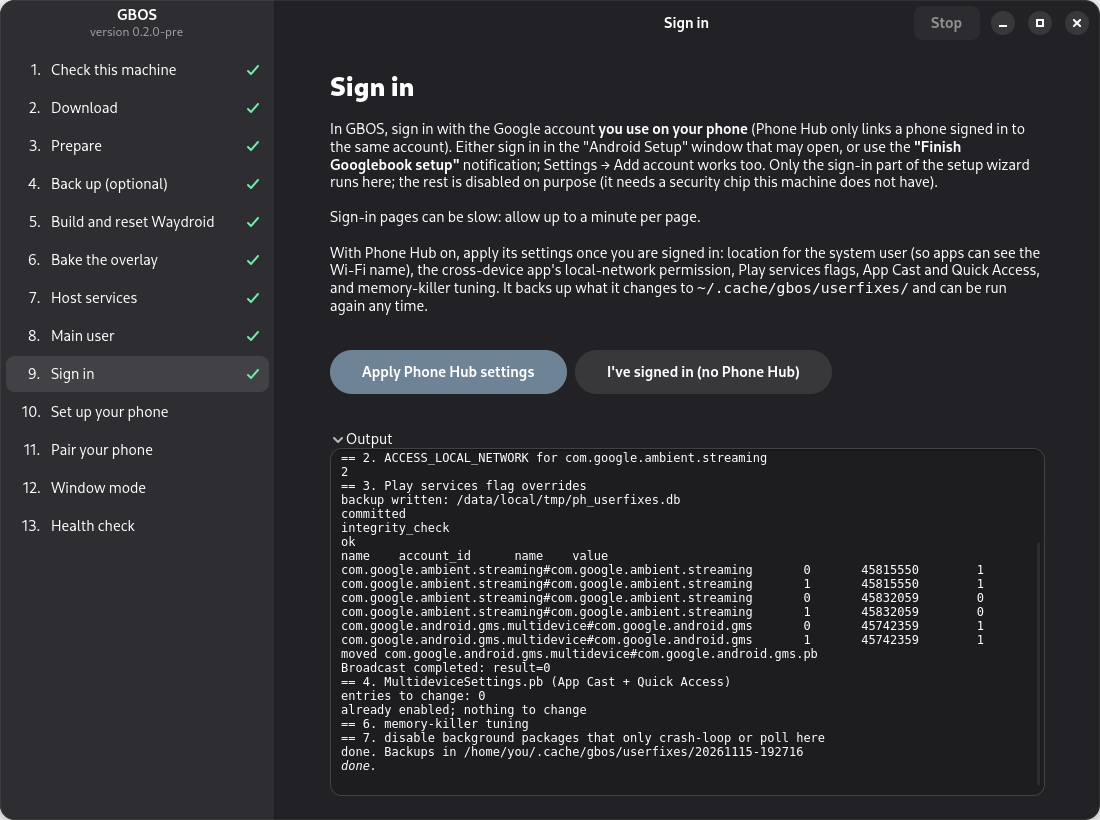 GBOS
version 0.2.0-pre
Sign in
Stop
1. Check this machine
2. Download
3. Prepare
4. Back up (optional)
5. Build and reset Waydroid
6. Bake the overlay
7. Host services
8. Main user
9. Sign in
10. Set up your phone
11. Pair your phone
12. Window mode
13. Health check
Sign in
In GBOS, sign in with the Google account you use on your phone (Phone Hub only links a phone signed in to
the same account). Either sign in in the "Android Setup" window that may open, or use the "Finish
Googlebook setup" notification; Settings → Add account works too. Only the sign-in part of the setup wizard
runs here; the rest is disabled on purpose (it needs a security chip this machine does not have).
Sign-in pages can be slow: allow up to a minute per page.
With Phone Hub on, apply its settings once you are signed in: location for the system user (so apps can see the
Wi-Fi name), the cross-device app's local-network permission, Play services flags, App Cast and Quick Access,
and memory-killer tuning. It backs up what it changes to ~/.cache/gbos/userfixes/ and can be run
again any time.
Apply Phone Hub settings
I've signed in (no Phone Hub)
Output
== 2. ACCESS_LOCAL_NETWORK for com.google.ambient.streaming
2
== 3. Play services flag overrides
backup written: /data/local/tmp/ph_userfixes.db
committed
integrity_check
ok
name account_id name value
com.google.ambient.streaming#com.google.ambient.streaming 0 45815550 1
com.google.ambient.streaming#com.google.ambient.streaming 1 45815550 1
com.google.ambient.streaming#com.google.ambient.streaming 0 45832059 0
com.google.ambient.streaming#com.google.ambient.streaming 1 45832059 0
com.google.android.gms.multidevice#com.google.android.gms 0 45742359 1
com.google.android.gms.multidevice#com.google.android.gms 1 45742359 1
moved com.google.android.gms.multidevice#com.google.android.gms.pb
Broadcast completed: result=0
== 4. MultideviceSettings.pb (App Cast + Quick Access)
entries to change: 0
already enabled; nothing to change
== 6. memory-killer tuning
== 7. disable background packages that only crash-loop or poll here
done. Backups in /home/you/.cache/gbos/userfixes/20261115-192716
done.